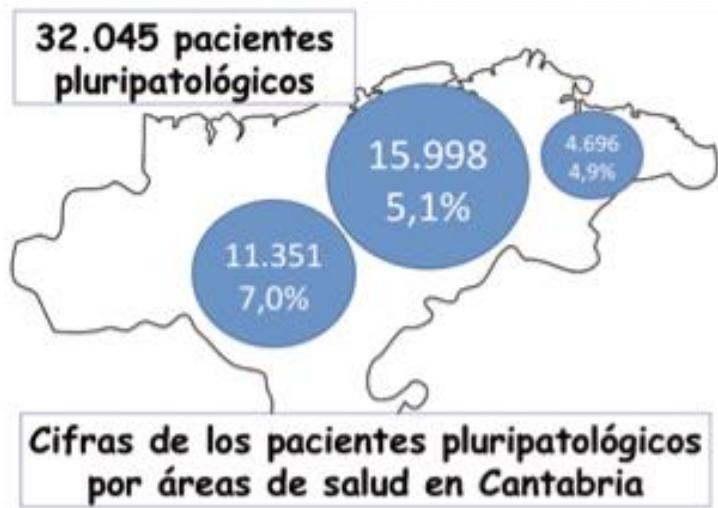 32.045 pacientes
pluripatológicos
15.998
5,1%
4.696
4,9%
11.351
7,0%
Cifras de los pacientes pluripatológicos
por áreas de salud en Cantabria